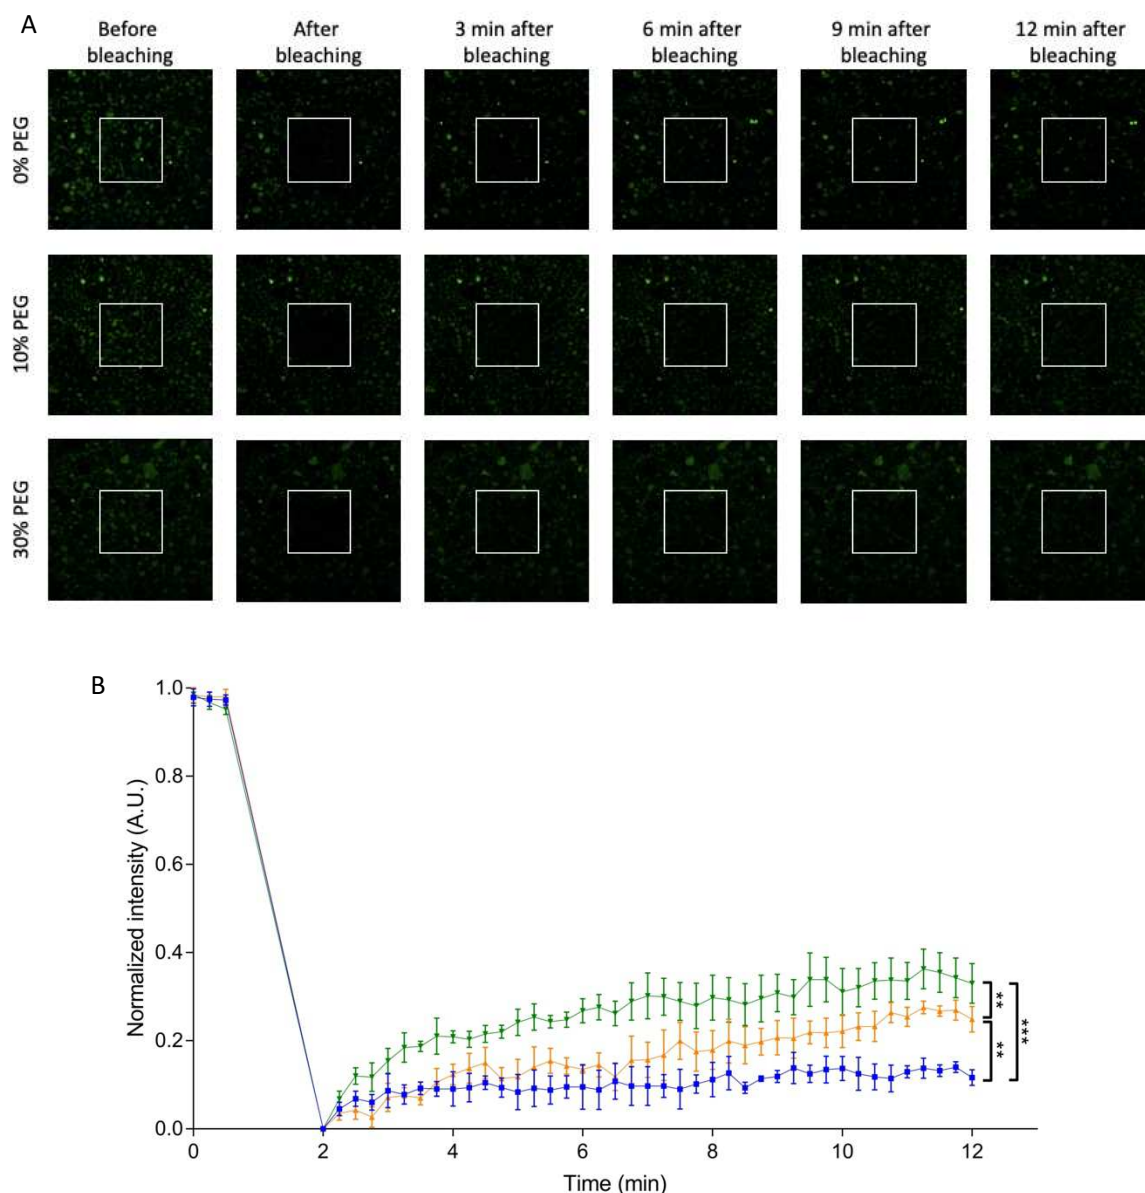 A
Before bleaching
After bleaching
3 min after bleaching
6 min after bleaching
9 min after bleaching
12 min after bleaching
0% PEG
10% PEG
30% PEG
B
Normalized intensity (A.U.)
1.0
0.8
0.6
0.4
0.2
0.0
0
2
4
6
8
10
12
Time (min)
**
**
***